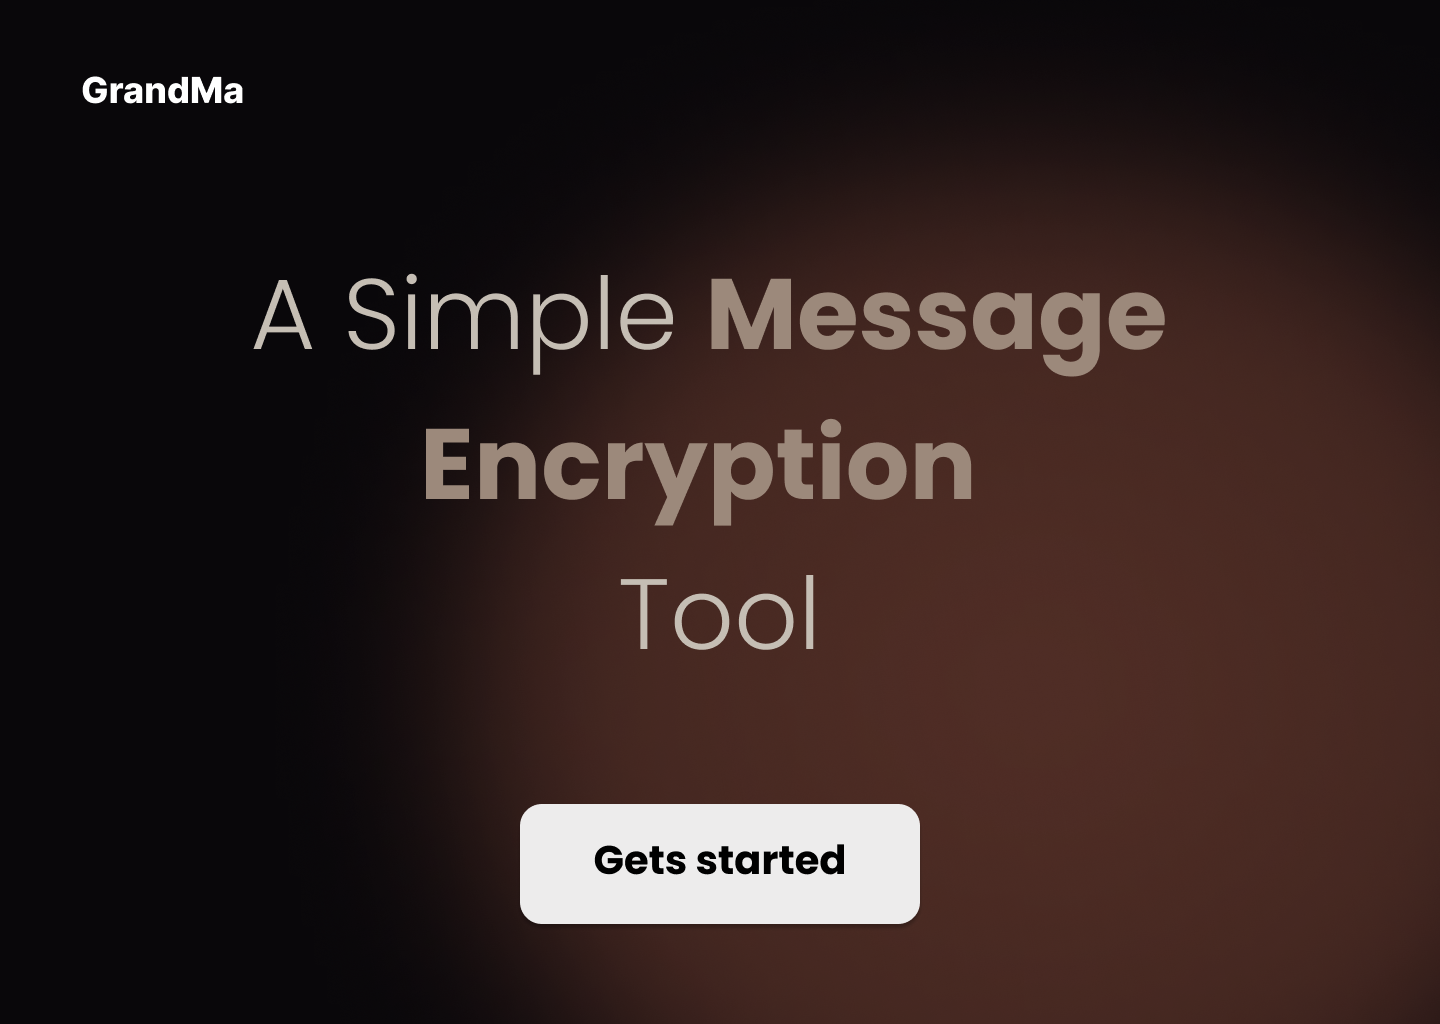 GrandMa
A Simple Message
Encryption
Tool
Gets started